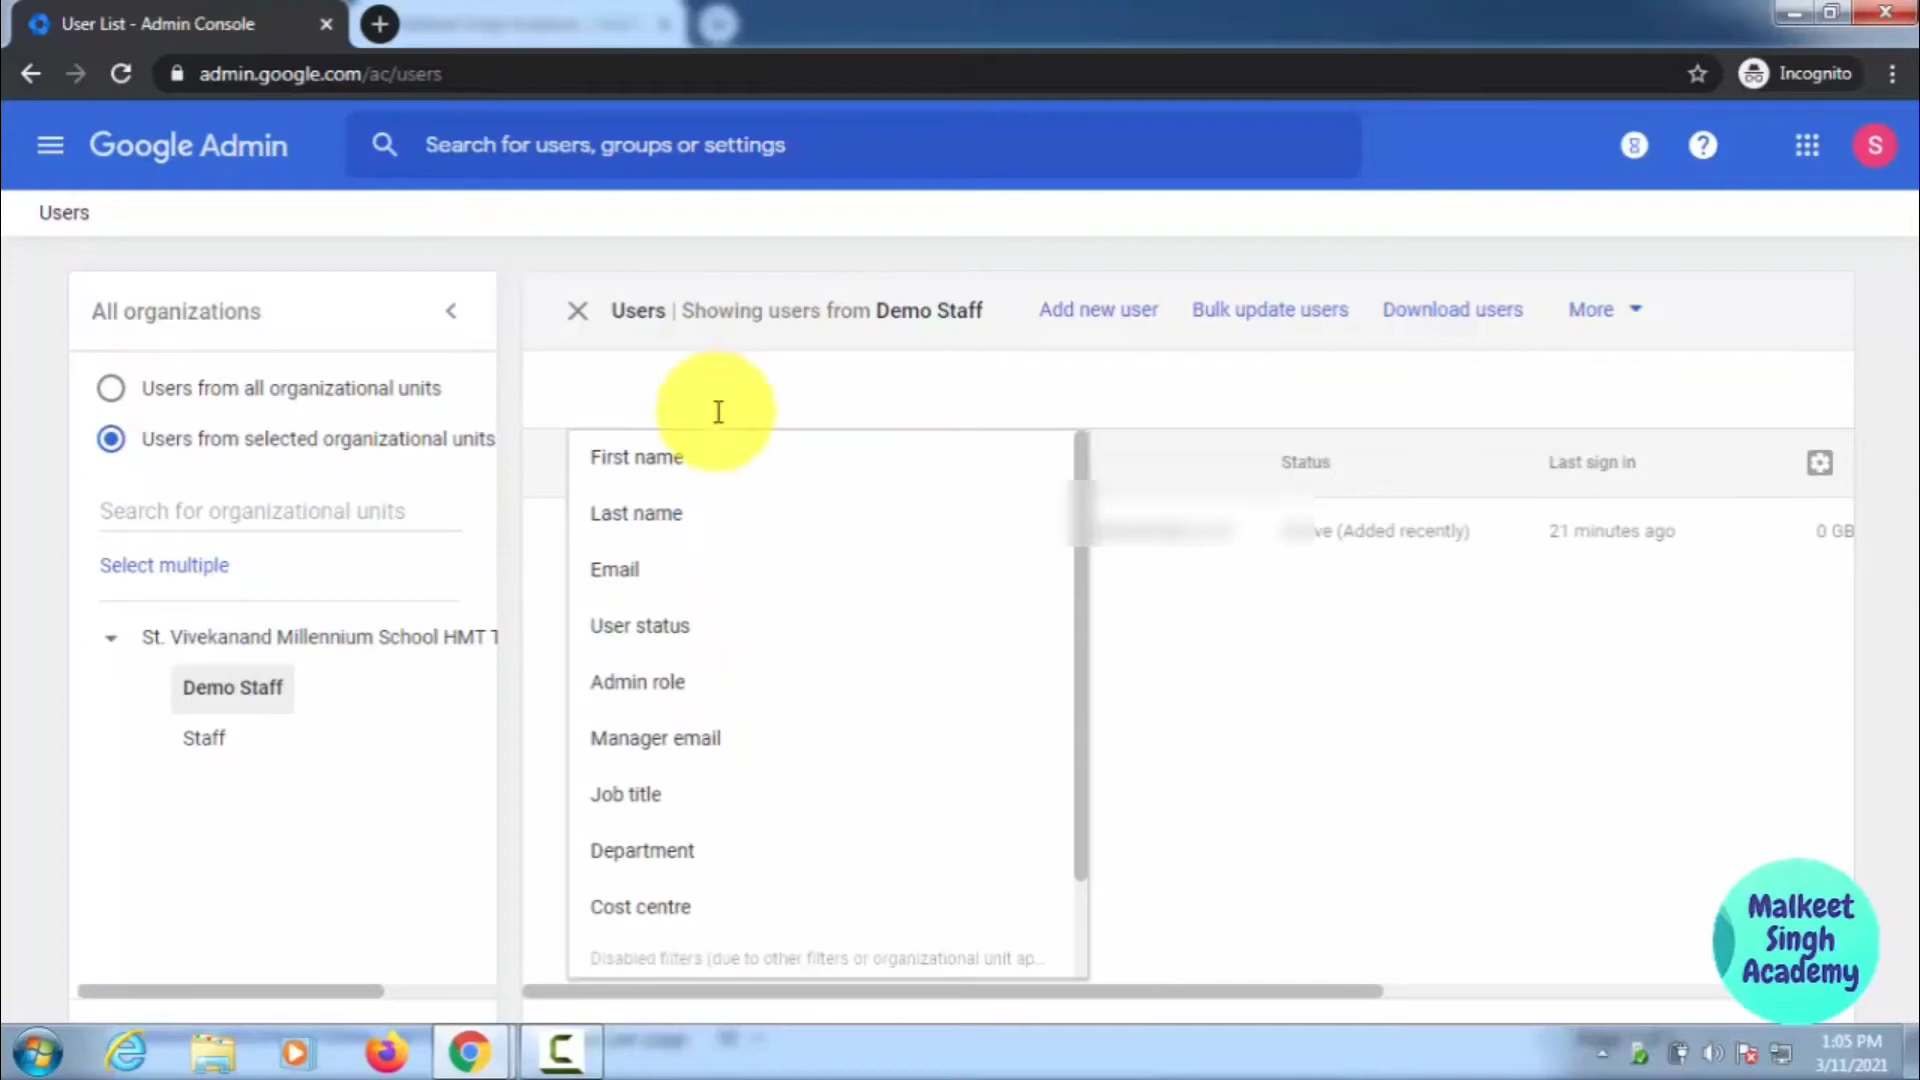 User List - Admin Console
admin.google.com/ac/users
Incognito
Google Admin
Search for users, groups or settings
S
Users
All organizations
Users | Showing users from Demo Staff
Add new user
Bulk update users
Download users
More
Users from all organizational units
Users from selected organizational units
Search for organizational units
Select multiple
St. Vivekanand Millennium School HMT T
Demo Staff
Staff
First name
Last name
Email
User status
Admin role
Manager email
Job title
Department
Cost centre
Disabled filters (due to other filters or organizational unit ap...
Status
Last sign in
ve (Added recently)
21 minutes ago
0 GB
Malkeet
Singh
Academy
1:05 PM
3/11/2021